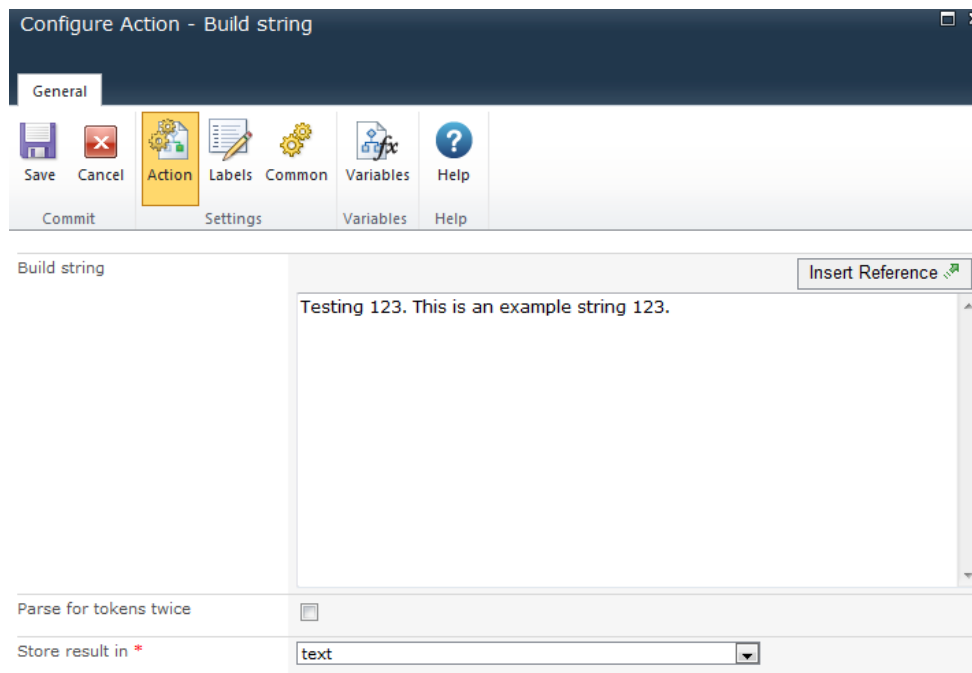 Configure Action - Build string
General
Save Cancel Action Labels Common Variables Help
Commit Settings Variables Help
Build string
Insert Reference
Testing 123. This is an example string 123.
Parse for tokens twice
Store result in *
text